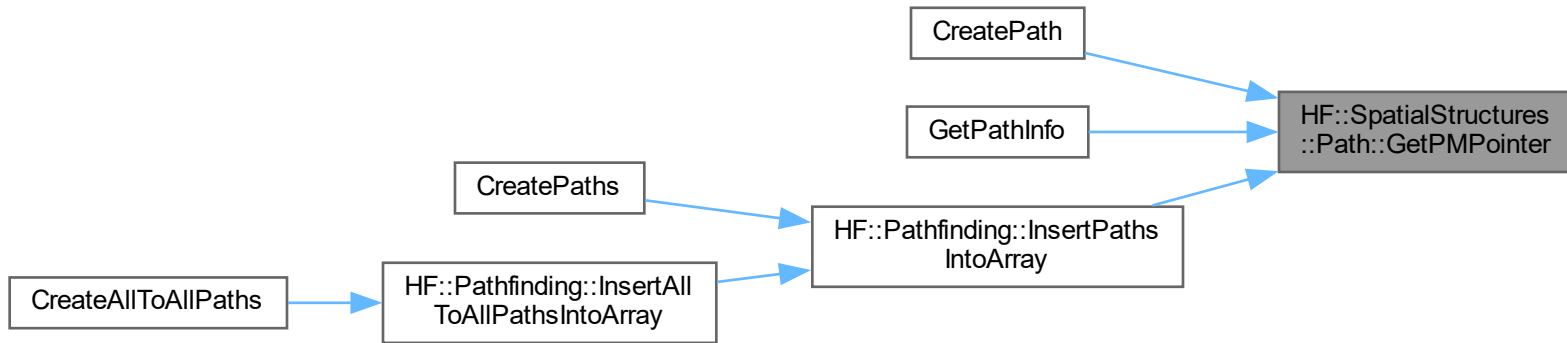 CreatePath
HF::SpatialStructures
::Path::GetPMPointer
GetPathInfo
CreatePaths
HF::Pathfinding::InsertPaths
IntoArray
CreateAllToAllPaths
HF::Pathfinding::InsertAll
ToAllPathsIntoArray